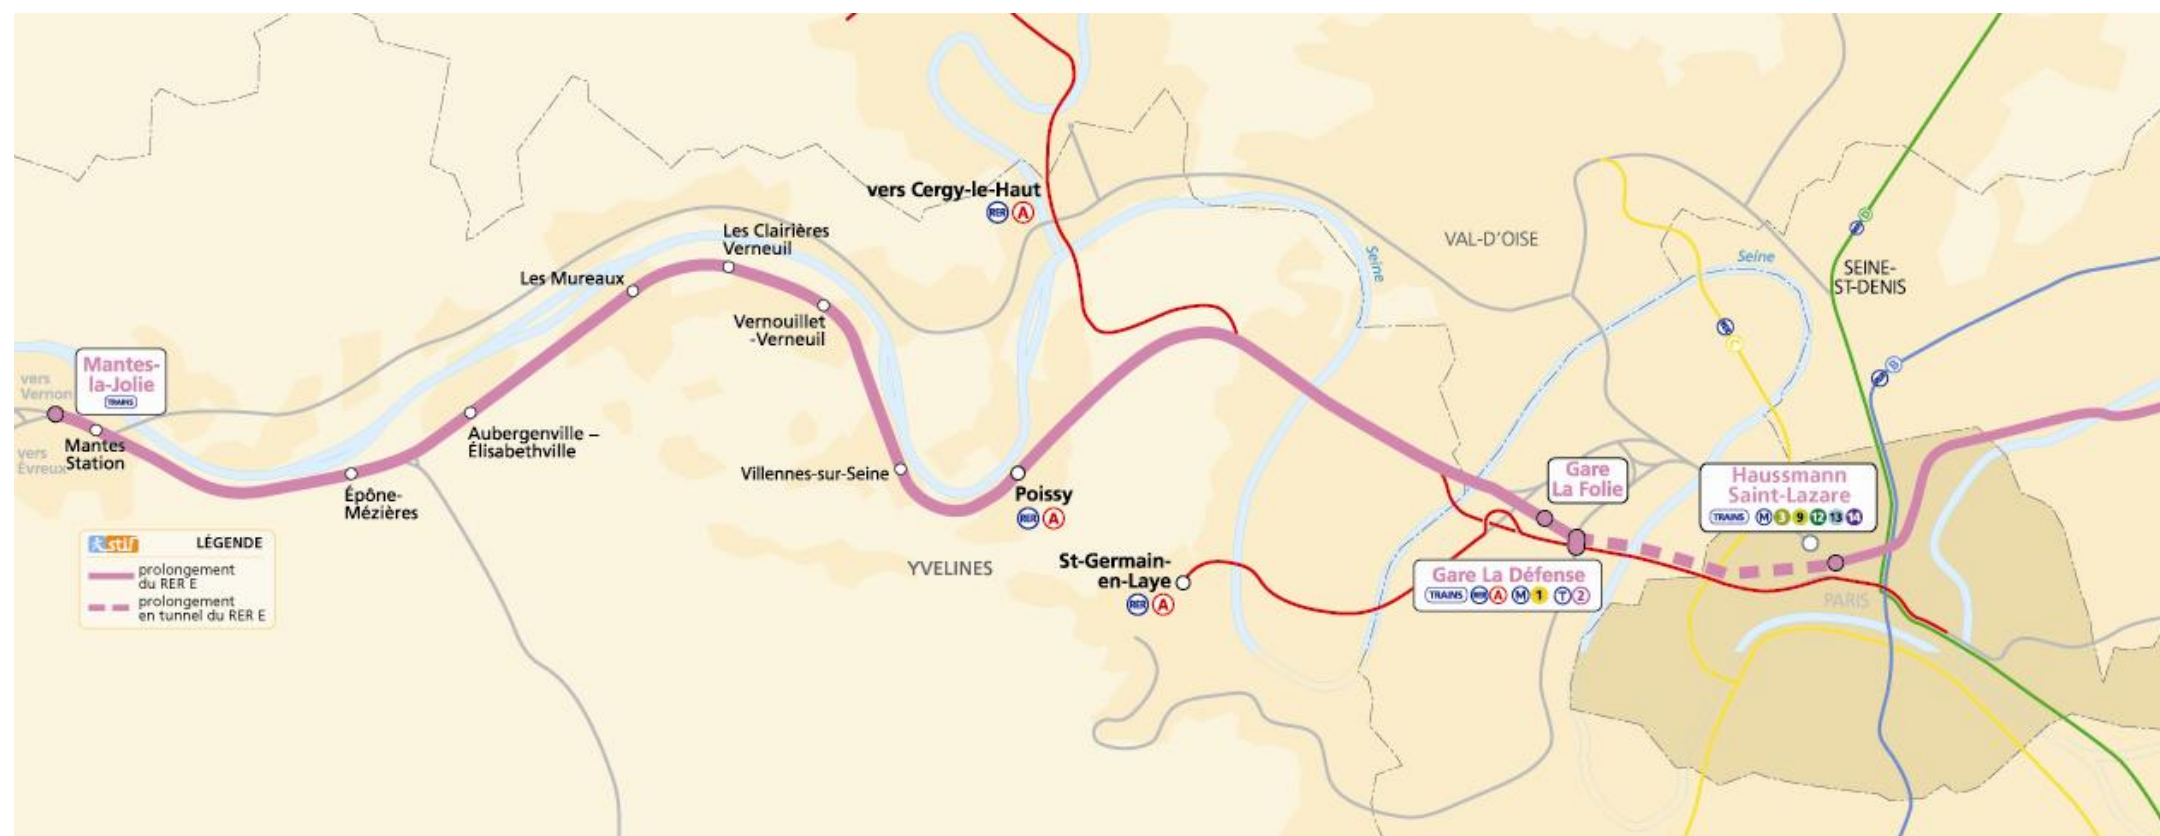 vers Cergy-le-Haut
RER A
Les Clairières
Verneuil
VAL-D'OISE
Seine
Seine
D
SEINE-
ST-DENIS
Les Mureaux
Vernouillet
-Verneuil
RER
C
B
Mantes-
la-Jolie
TRAINS
vers
Vernon
Mantes
Station
vers
Évreux
Aubergenville –
Élisabethville
Villennes-sur-Seine
Épône-
Mézières
Poissy
RER A
Gare
La Folie
Haussmann
Saint-Lazare
TRAINS M 3 9 12 13 14
stif LÉGENDE
prolongement
du RER E
prolongement
en tunnel du RER E
YVELINES
St-Germain-
en-Laye
RER A
Gare La Défense
TRAINS RER A M 1 T 2
PARIS